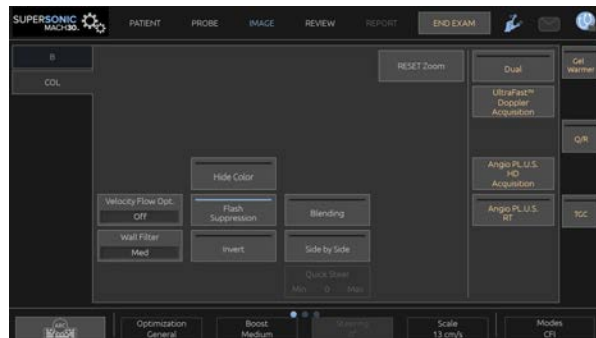 SUPERSONIC
MACH30.
PATIENT
PROBE
IMAGE
REVIEW
REPORT
END EXAM
B
COL
RESET Zoom
Dual
Gel
Warmer
UltraFast™
Doppler
Acquisition
Q/R
Hide Color
Angio PL.U.S.
HD
Acquisition
Velocity Flow Opt.
Off
Flash
Suppression
Blending
Angio PL.U.S.
RT
TGC
Wall Filter
Med
Invert
Side by Side
Quick Steer
Min 0 Max
Optimization
General
Boost
Medium
Scale
13 cm/s
Modes
CFI